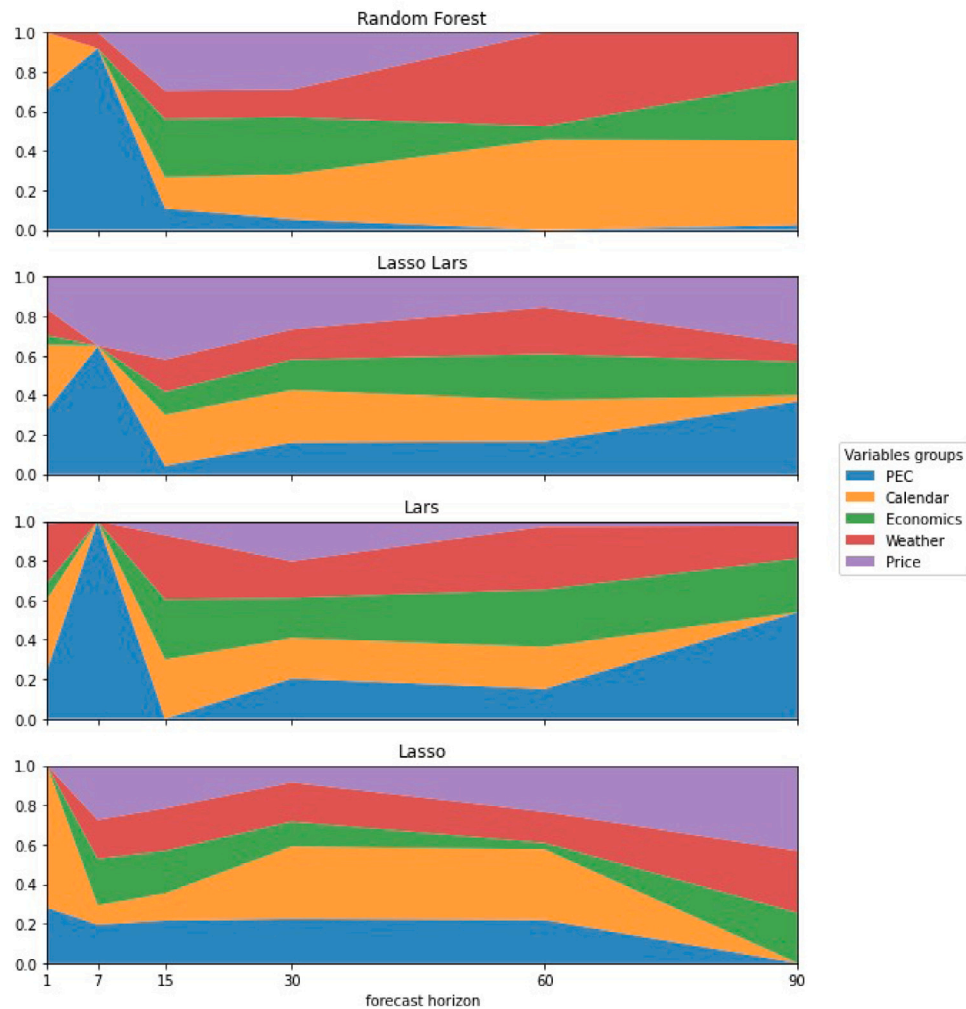 Random Forest
1.0
0.8
0.6
0.4
0.2
0.0
Lasso Lars
1.0
0.8
0.6
0.4
0.2
0.0
Lars
1.0
0.8
0.6
0.4
0.2
0.0
Lasso
1.0
0.8
0.6
0.4
0.2
0.0
1 7 15 30 60 90
forecast horizon
Variables groups
PEC
Calendar
Economics
Weather
Price